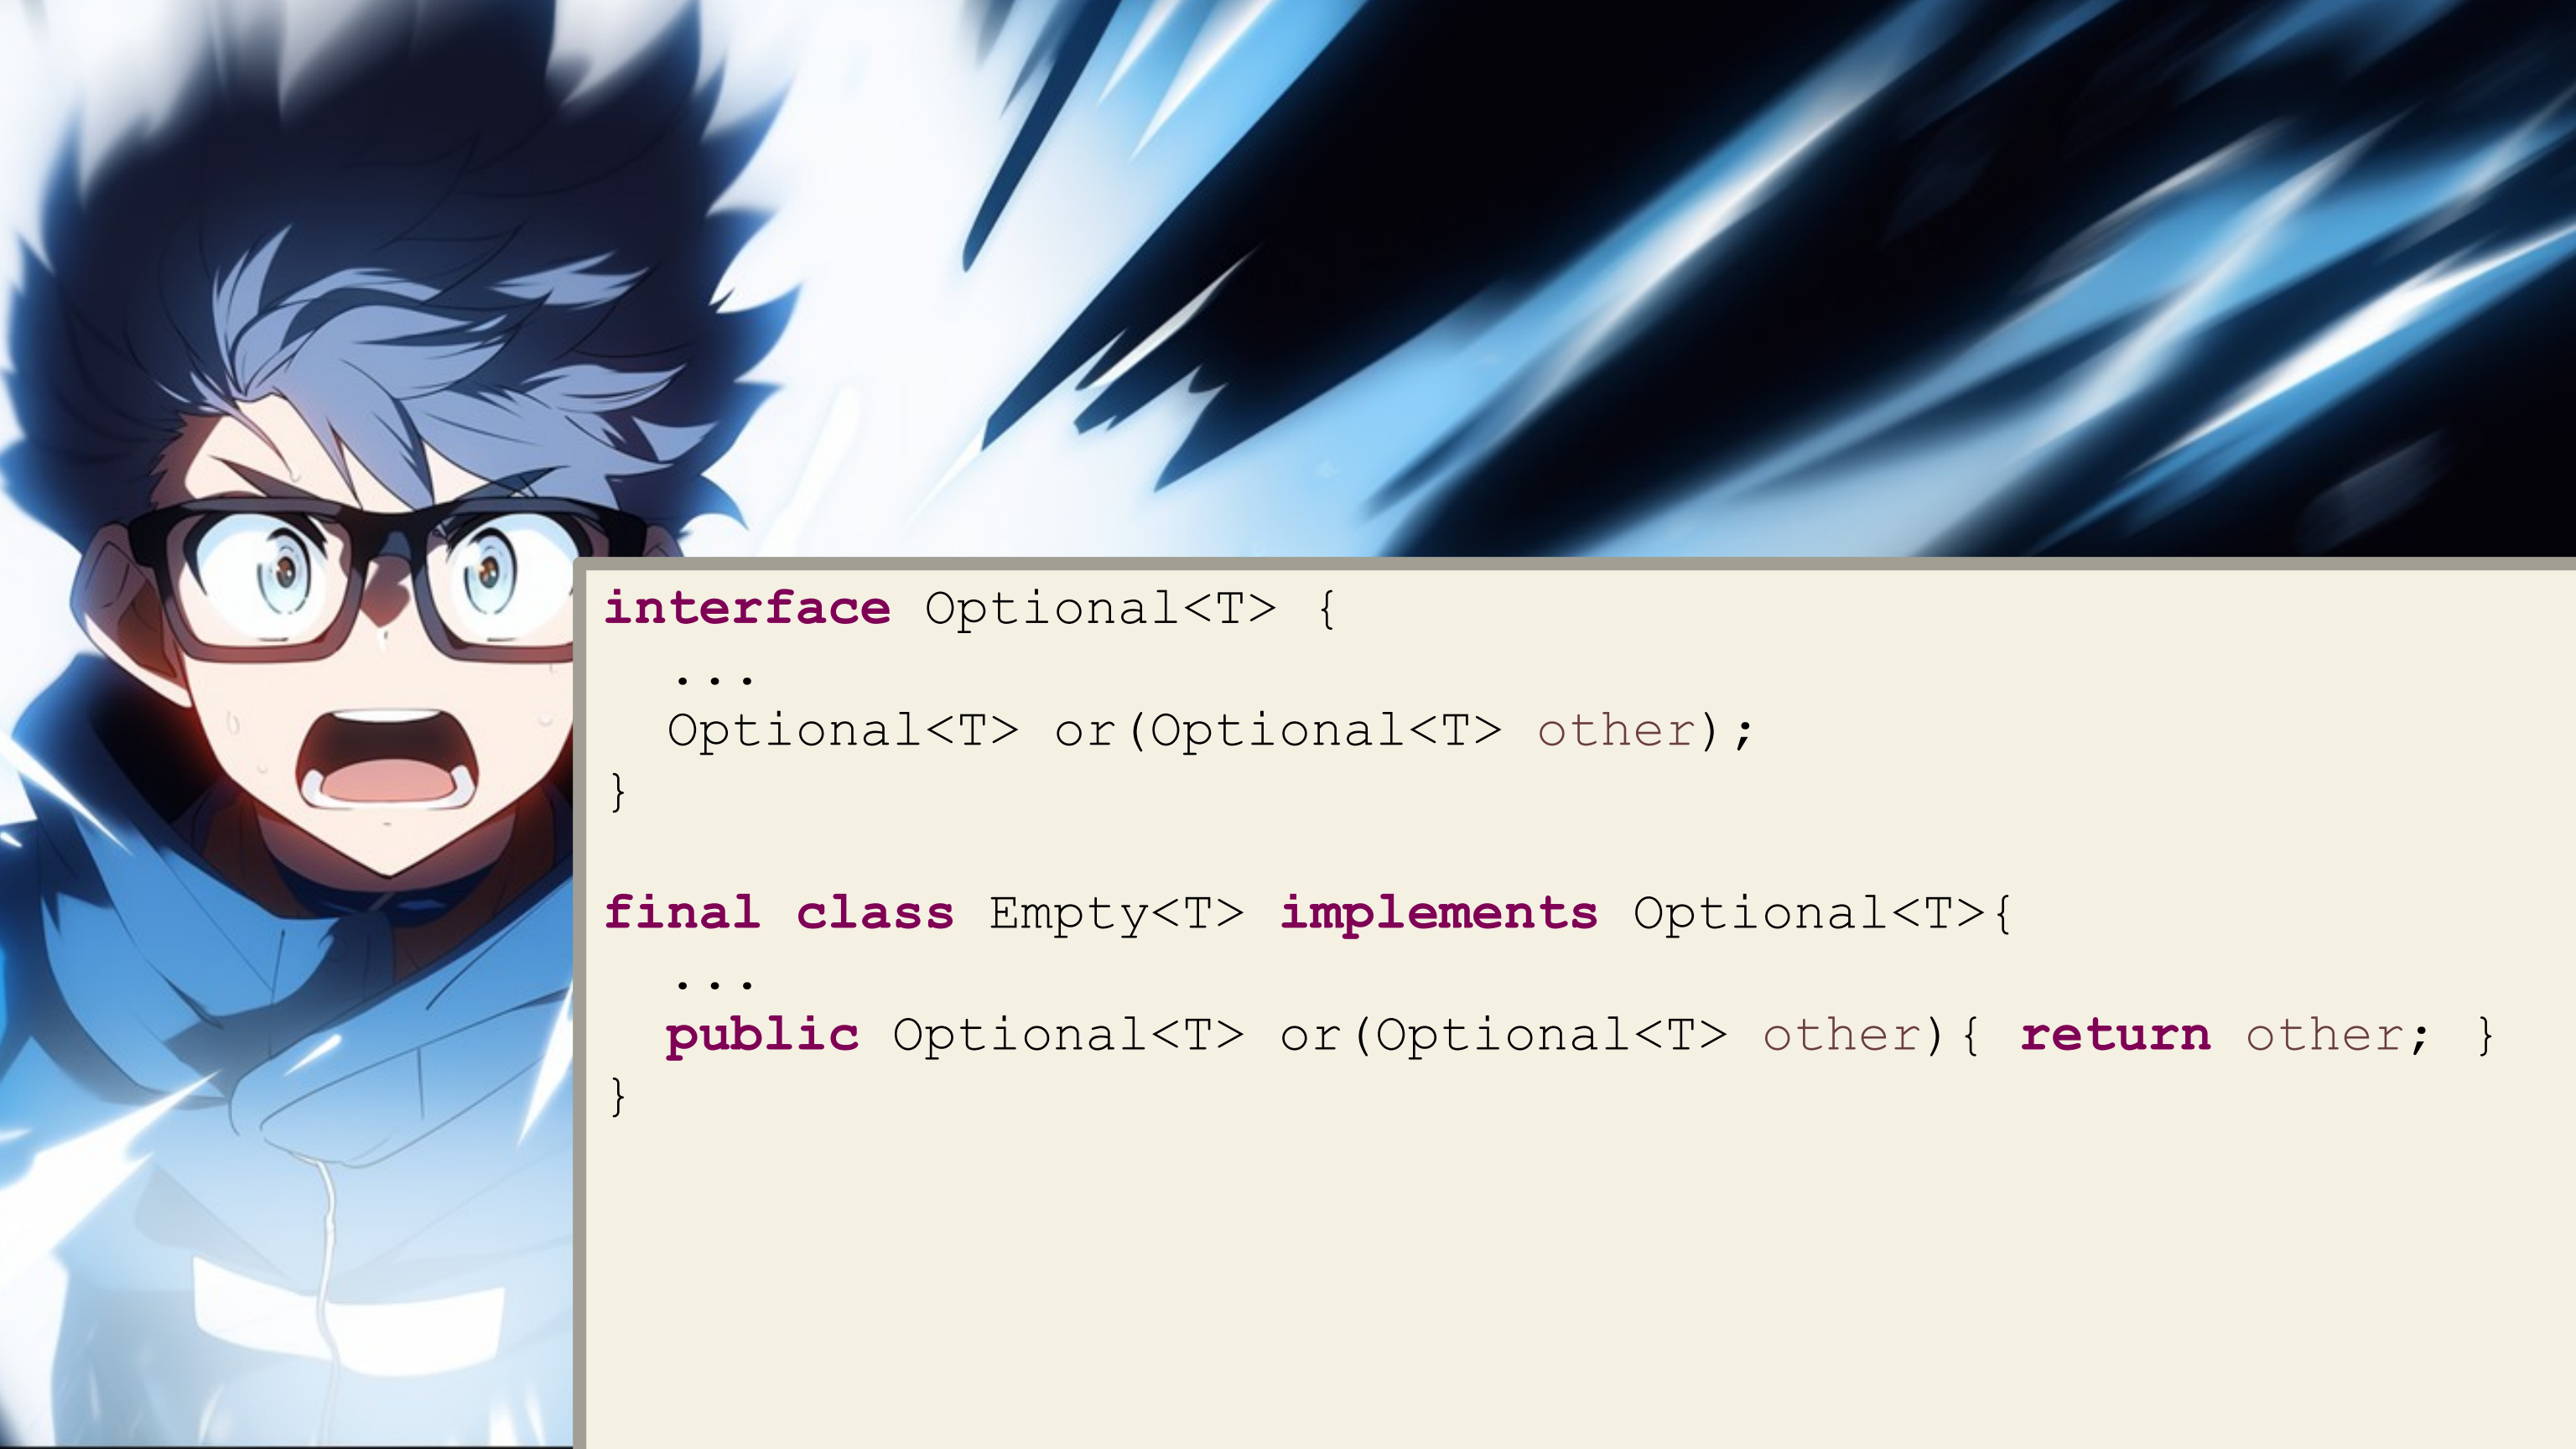 interface Optional<T> {
  ...
  Optional<T> or(Optional<T> other);
}
final class Empty<T> implements Optional<T>{
  ...
  public Optional<T> or(Optional<T> other){ return other; }
}